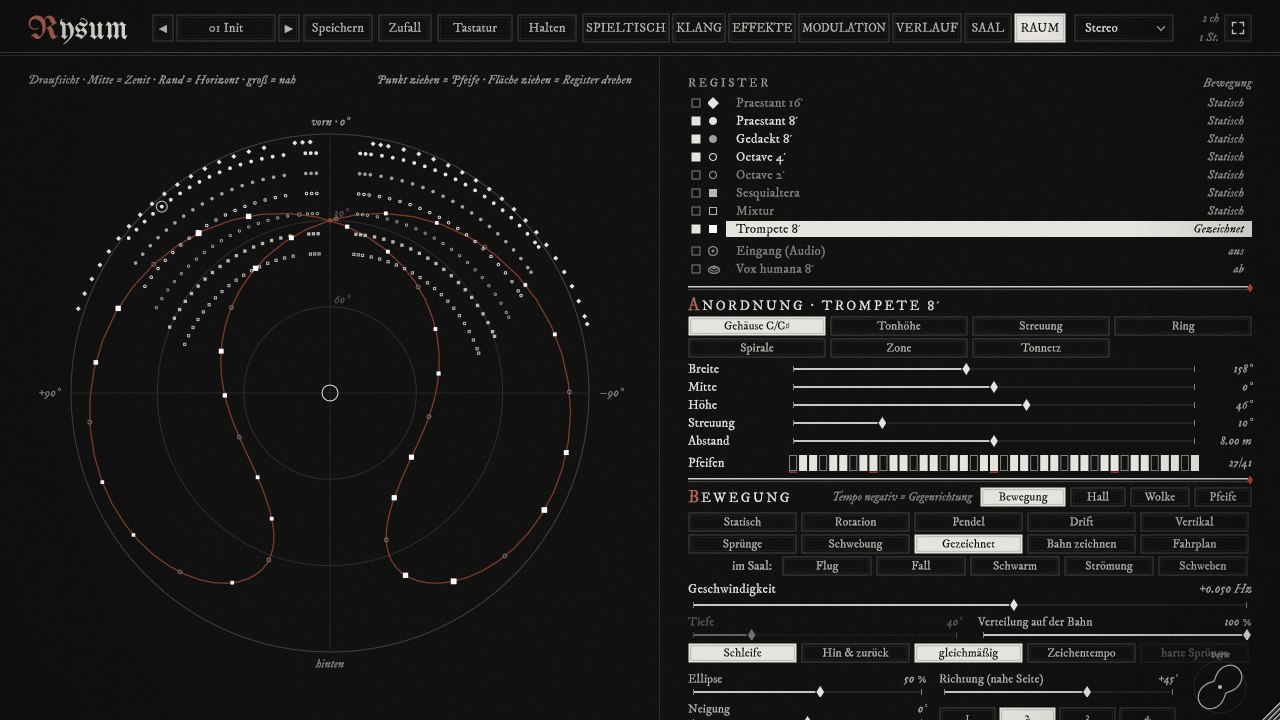 Rysum
◀ 01 Init ▶ Speichern Zufall Tastatur Halten SPIELTISCH KLANG EFFEKTE MODULATION VERLAUF SAAL RAUM Stereo 2 ch
1 St.
Draufsicht · Mitte = Zenit · Rand = Horizont · groß = nah
Punkt ziehen = Pfeife · Fläche ziehen = Register drehen
vorn · 0°
30°
60°
+90°
−90°
hinten
REGISTER Bewegung
Praestant 16′ Statisch
Praestant 8′ Statisch
Gedackt 8′ Statisch
Octave 4′ Statisch
Octave 2′ Statisch
Sesquialtera Statisch
Mixtur Statisch
Trompete 8′ Gezeichnet
Eingang (Audio) aus
Vox humana 8′ ab
ANORDNUNG · TROMPETE 8′
Gehäuse C/C♯ Tonhöhe Streuung Ring
Spirale Zone Tonnetz
Breite 158°
Mitte 0°
Höhe 46°
Streuung 10°
Abstand 8.00 m
Pfeifen 27/41
BEWEGUNG Tempo negativ = Gegenrichtung Bewegung Hall Wolke Pfeife
Statisch Rotation Pendel Drift Vertikal
Sprünge Schwebung Gezeichnet Bahn zeichnen Fahrplan
im Saal: Flug Fall Schwarm Strömung Schweben
Geschwindigkeit +0.050 Hz
Tiefe 40° Verteilung auf der Bahn 100 %
Schleife Hin & zurück gleichmäßig Zeichentempo harte Sprünge
vorn
Ellipse 50 % Richtung (nahe Seite) +45°
Neigung 0°